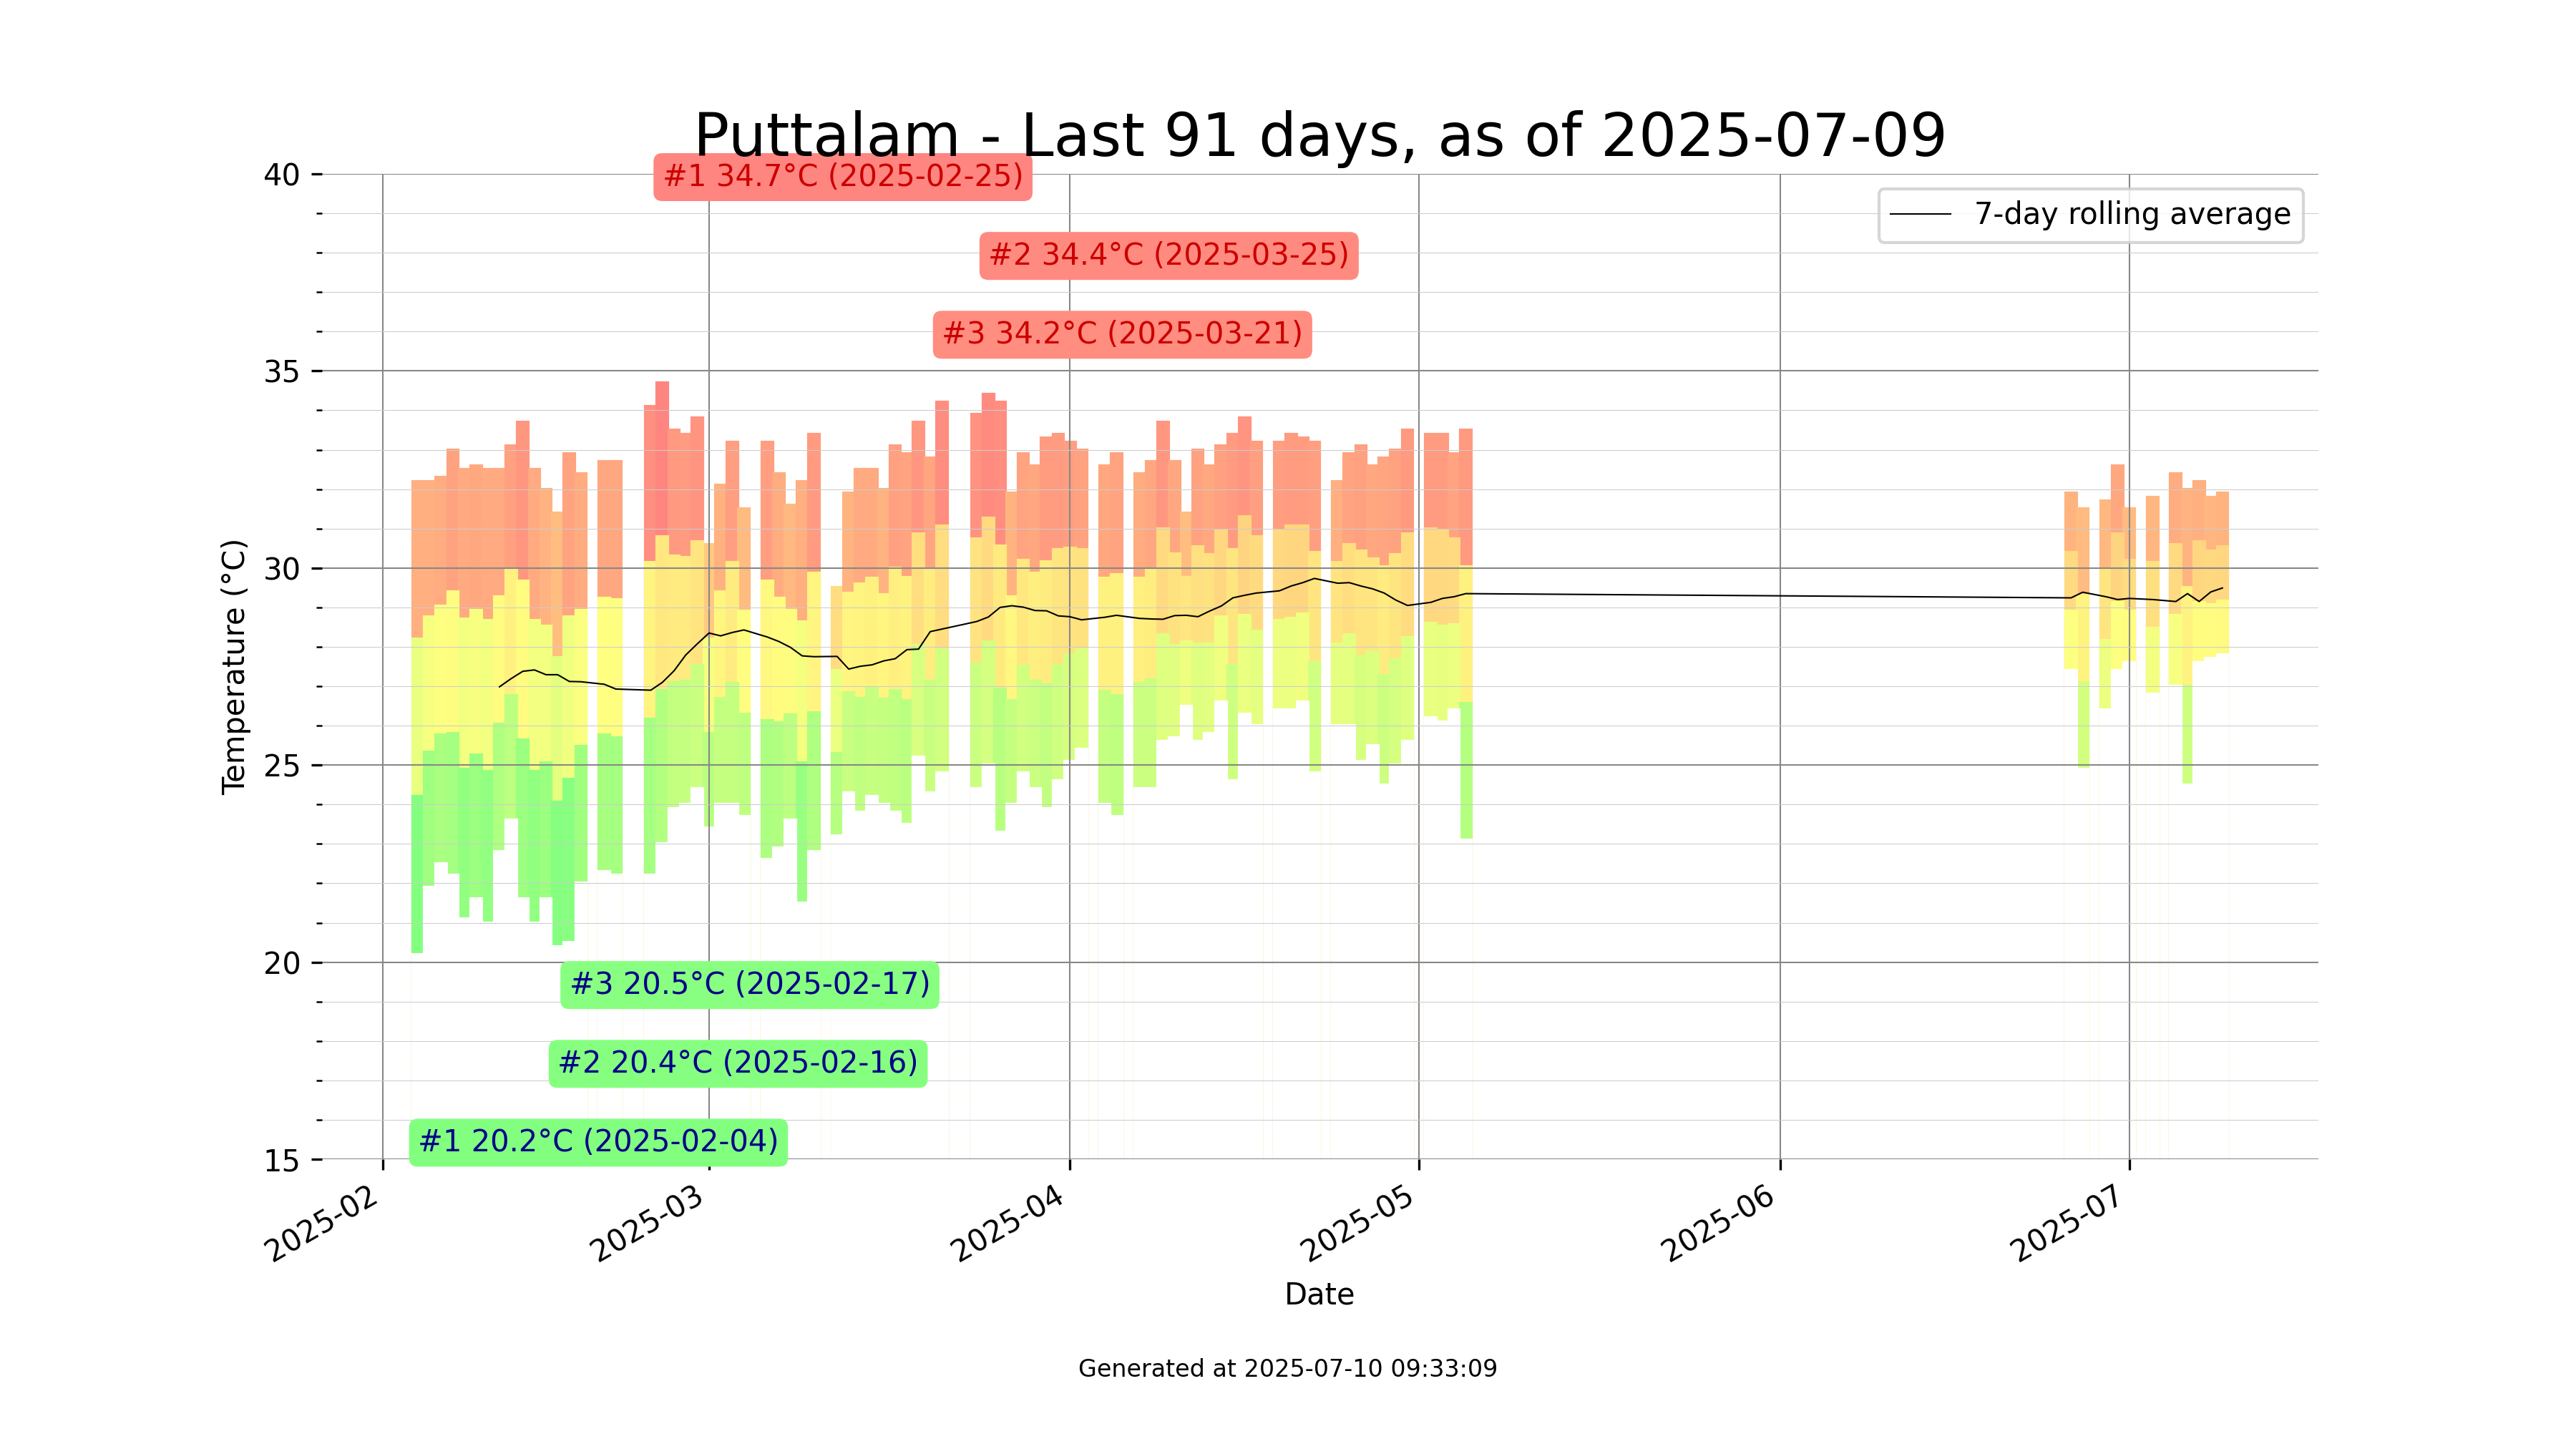 Puttalam - Last 91 days, as of 2025-07-09
#1 34.7°C (2025-02-25)
#2 34.4°C (2025-03-25)
#3 34.2°C (2025-03-21)
7-day rolling average
Temperature (°C)
40
35
30
25
20
15
#3 20.5°C (2025-02-17)
#2 20.4°C (2025-02-16)
#1 20.2°C (2025-02-04)
2025-02
2025-03
2025-04
2025-05
2025-06
2025-07
Date
Generated at 2025-07-10 09:33:09